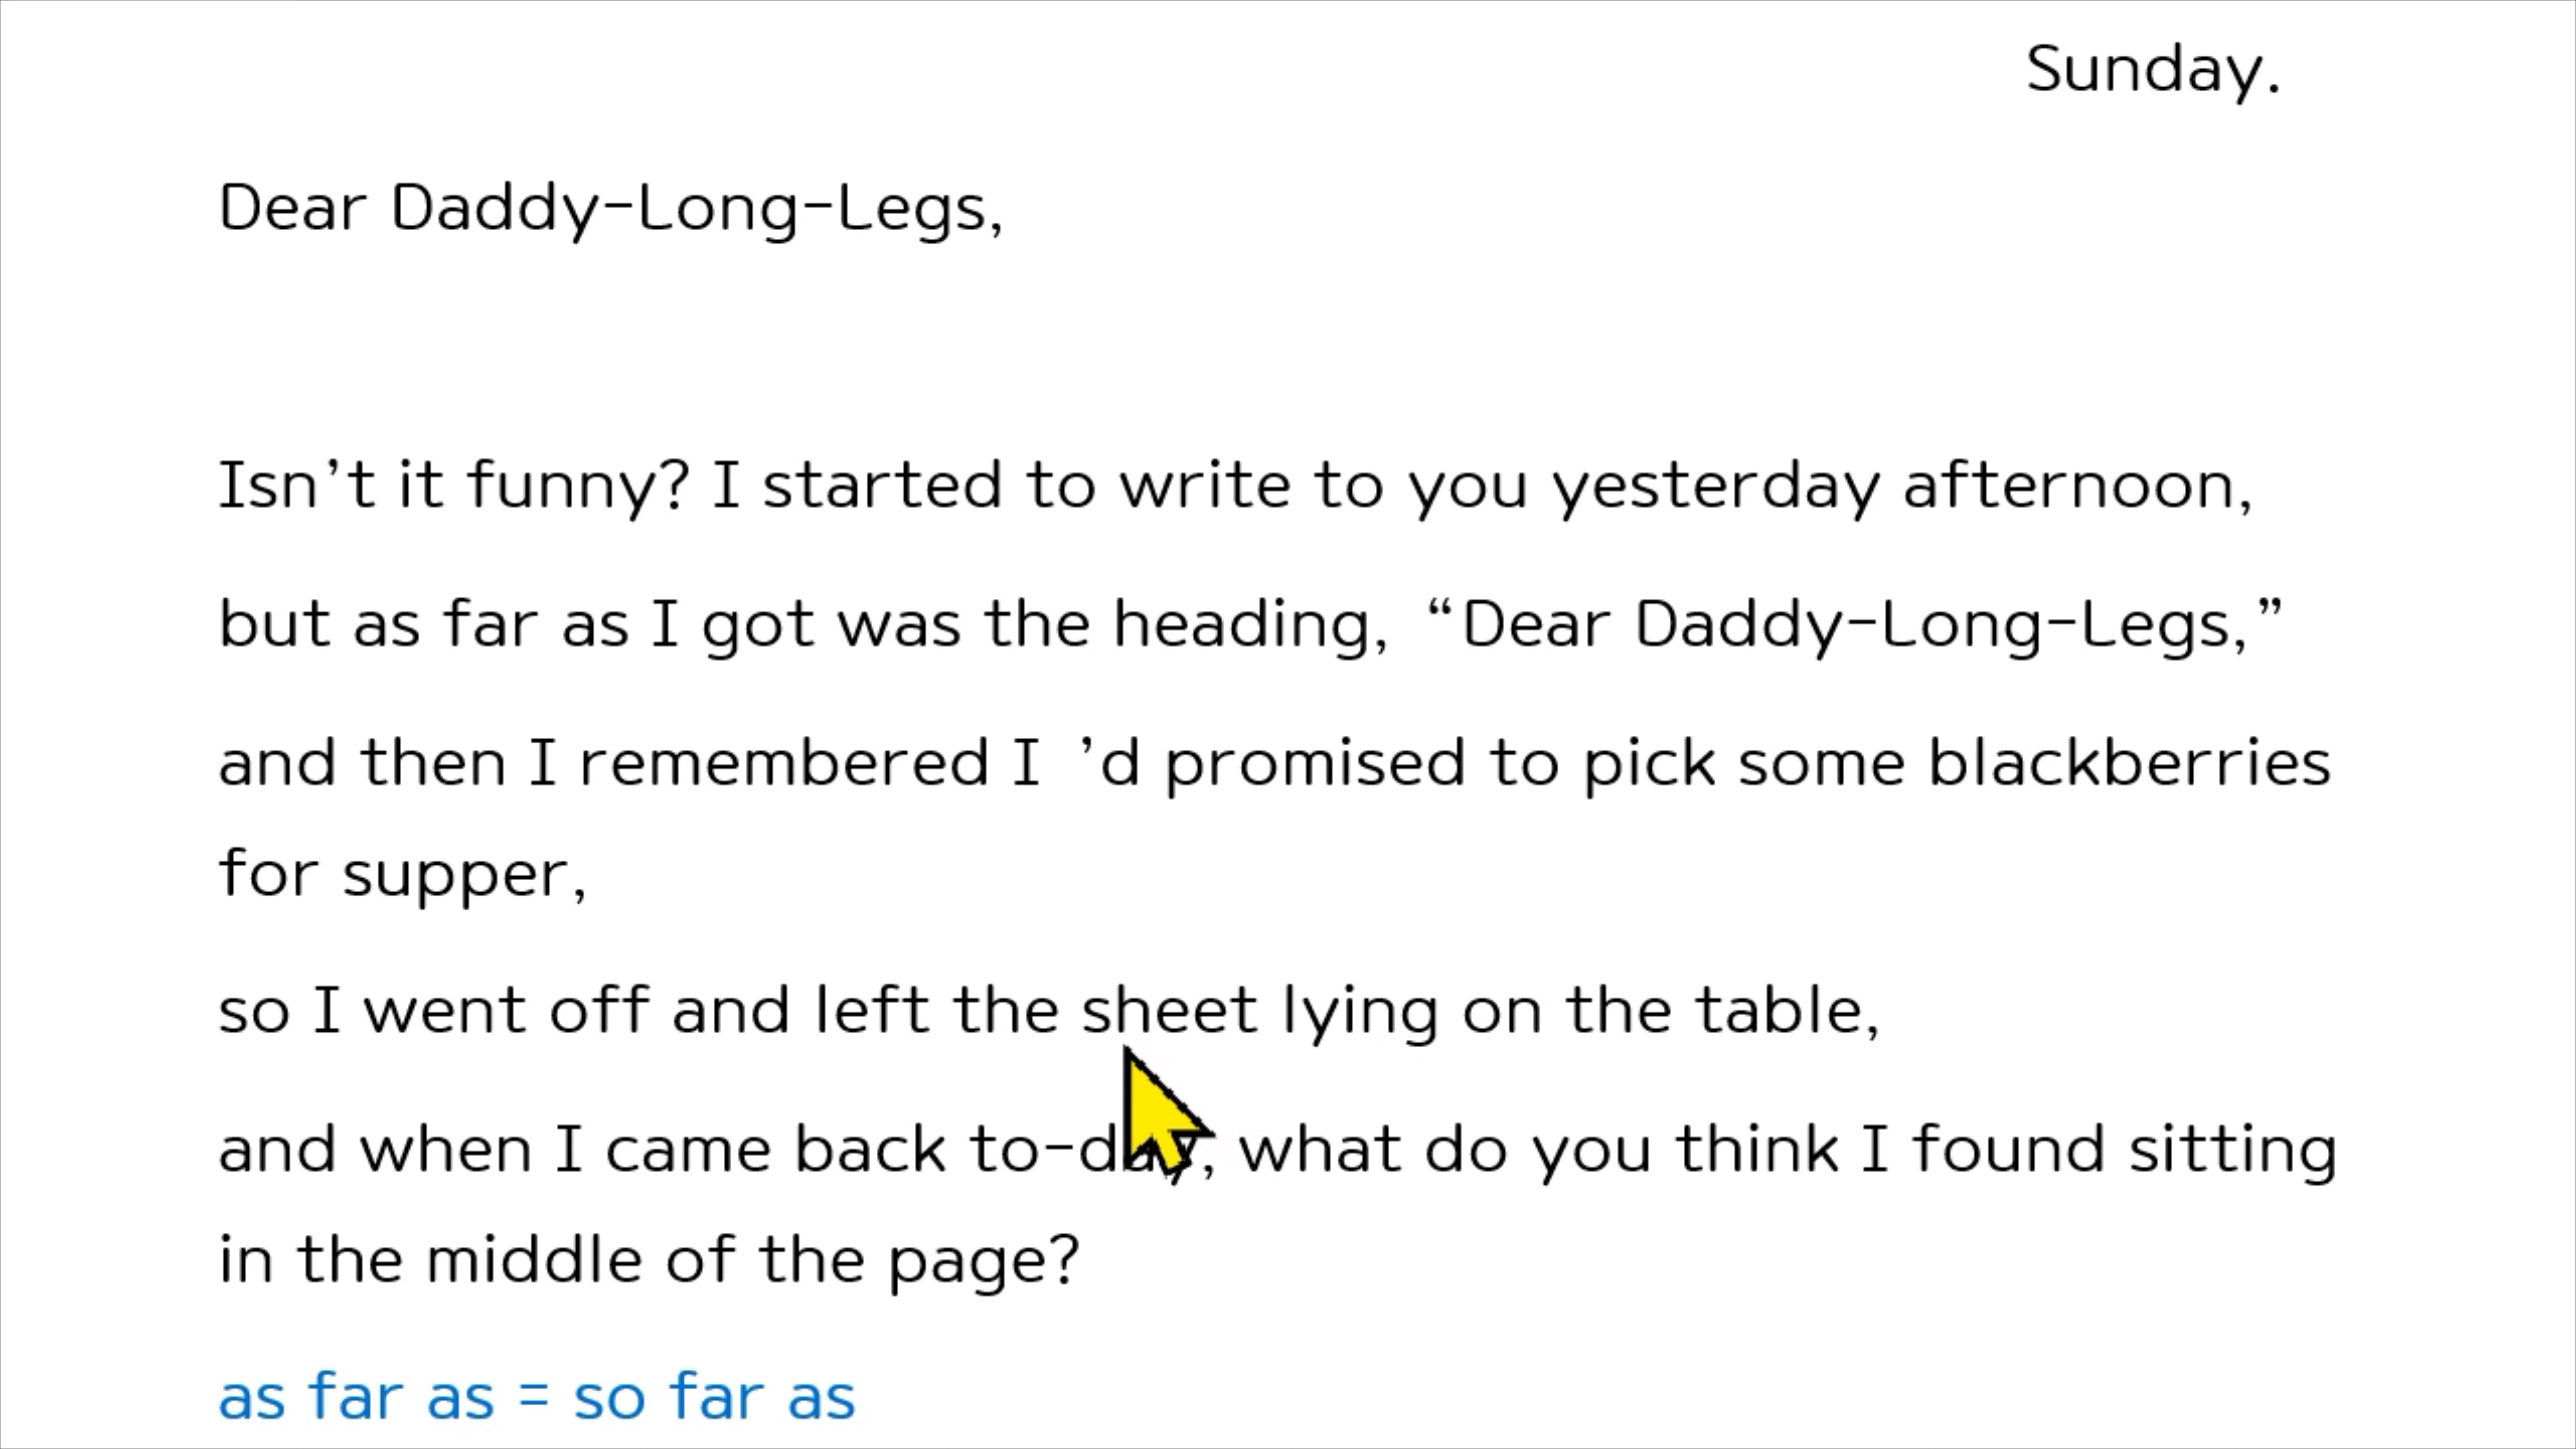 Sunday.
Dear Daddy-Long-Legs,
Isn’t it funny? I started to write to you yesterday afternoon,
but as far as I got was the heading, “Dear Daddy-Long-Legs,”
and then I remembered I ’d promised to pick some blackberries
for supper,
so I went off and left the sheet lying on the table,
and when I came back to-day, what do you think I found sitting
in the middle of the page?
as far as = so far as